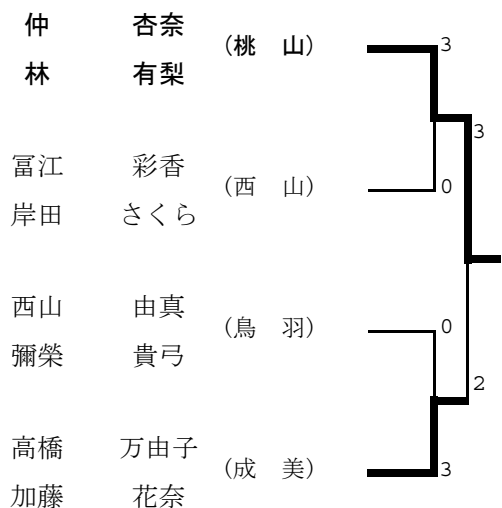 仲　杏奈
（桃　山）
林　有梨
3
3
冨江　彩香
（西　山）
岸田　さくら
0
西山　由真
（鳥　羽）
彌榮　貴弓
0
2
高橋　万由子
（成　美）
加藤　花奈
3